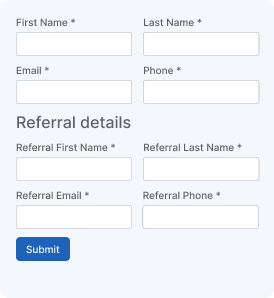 First Name * Last Name *
Email * Phone *
Referral details
Referral First Name * Referral Last Name *
Referral Email * Referral Phone *
Submit